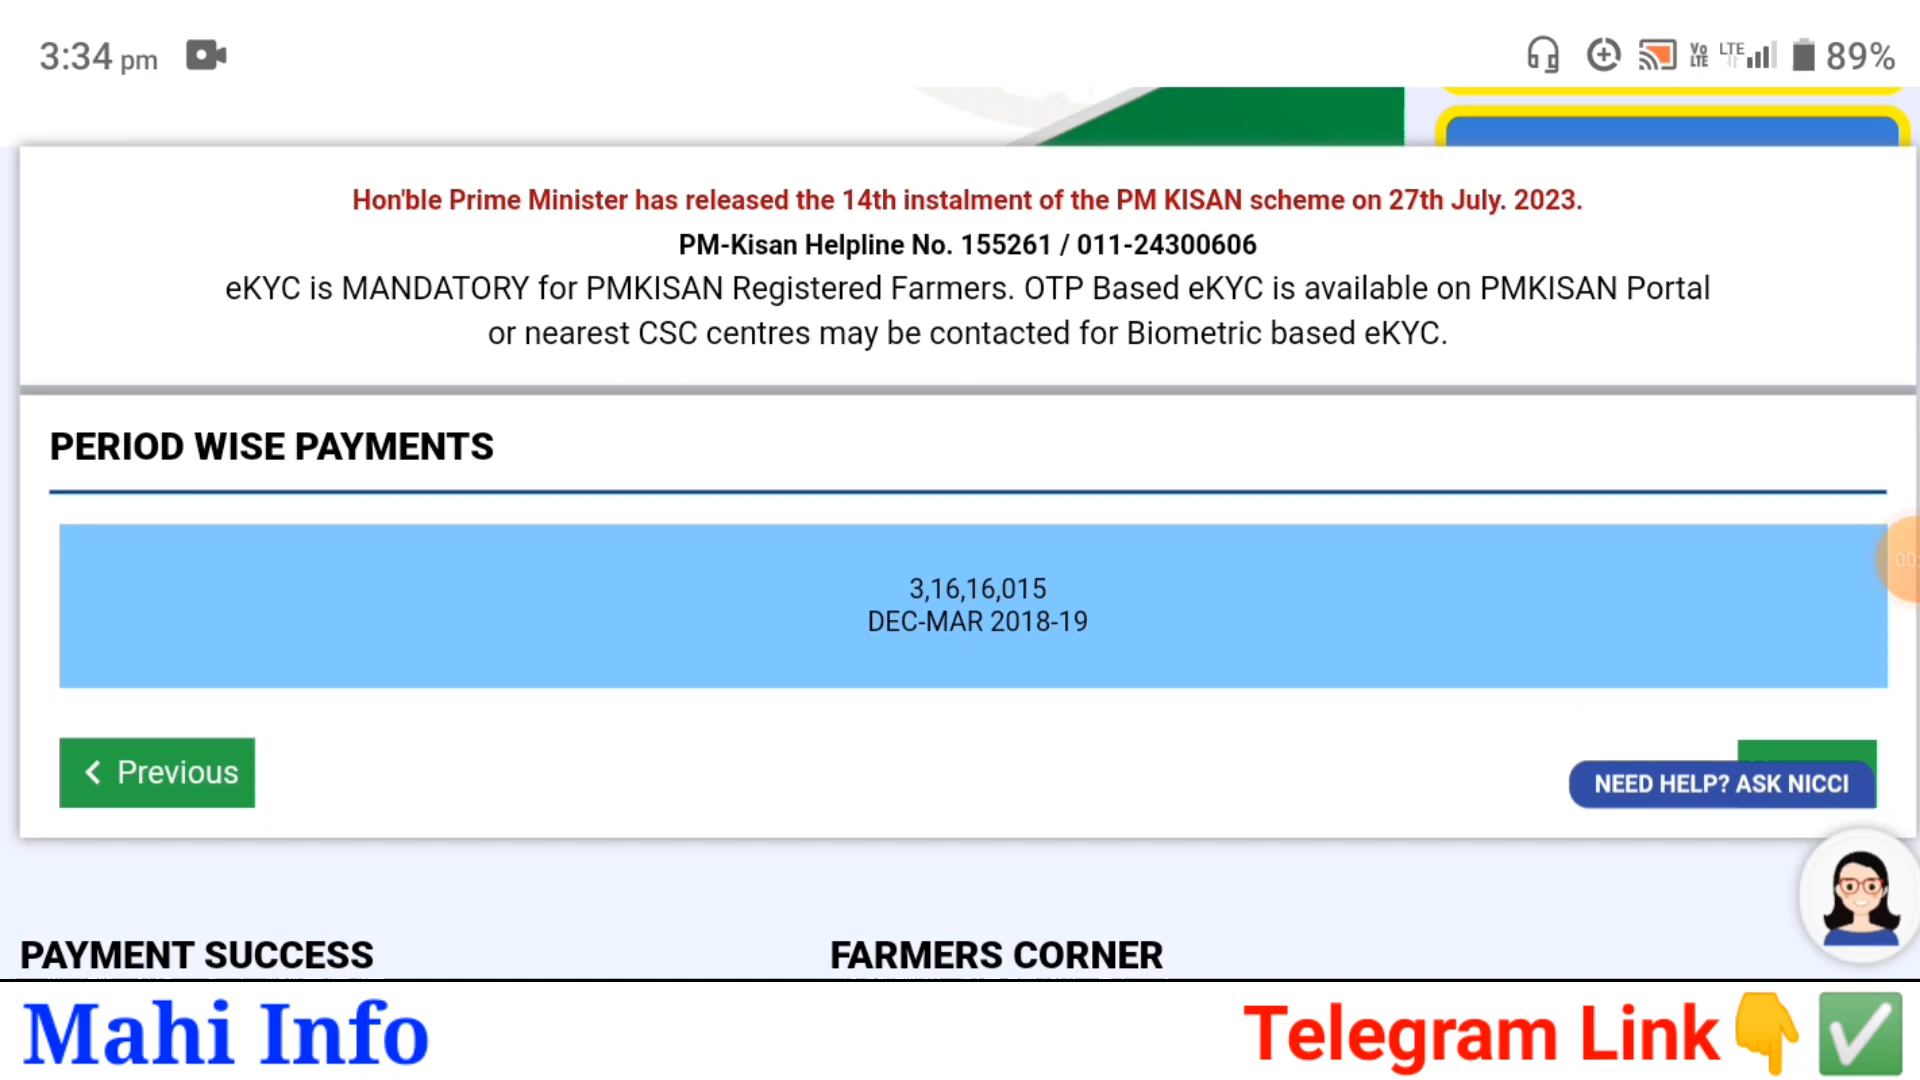 3:34 pm
Vo LTE LTE 89%
Hon'ble Prime Minister has released the 14th instalment of the PM KISAN scheme on 27th July. 2023.
PM-Kisan Helpline No. 155261 / 011-24300606
eKYC is MANDATORY for PMKISAN Registered Farmers. OTP Based eKYC is available on PMKISAN Portal
or nearest CSC centres may be contacted for Biometric based eKYC.
PERIOD WISE PAYMENTS
00:
3,16,16,015
DEC-MAR 2018-19
Previous
NEED HELP? ASK NICCI
PAYMENT SUCCESS
FARMERS CORNER
Mahi Info
Telegram Link